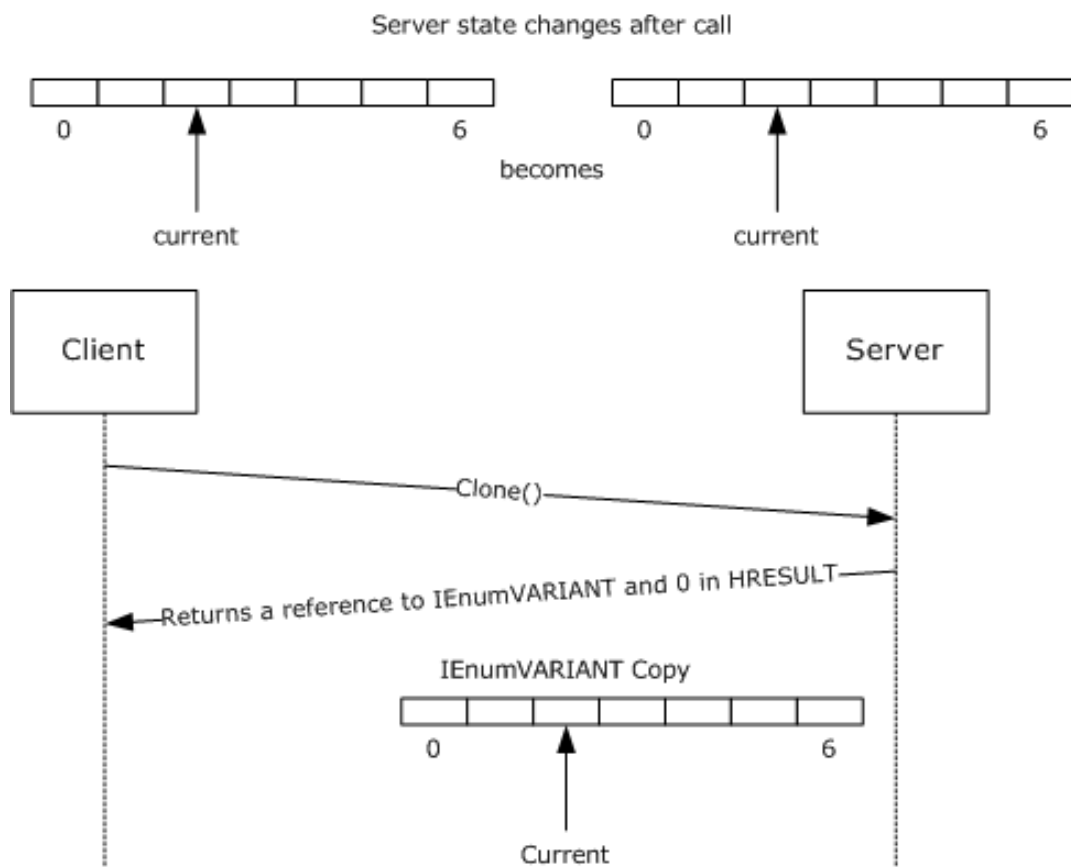 Server state changes after call
0 6 0 6
becomes
current current
Client Server
Clone()
Returns a reference to IEnumVARIANT and 0 in HRESULT
IEnumVARIANT Copy
0 6
Current